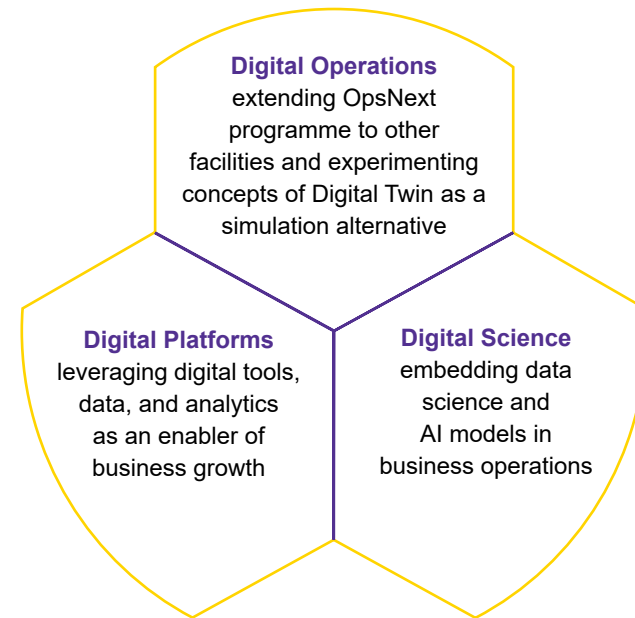 Digital Operations
extending OpsNext
programme to other
facilities and experimenting
concepts of Digital Twin as a
simulation alternative
Digital Platforms
leveraging digital tools,
data, and analytics
as an enabler of
business growth
Digital Science
embedding data
science and
AI models in
business operations